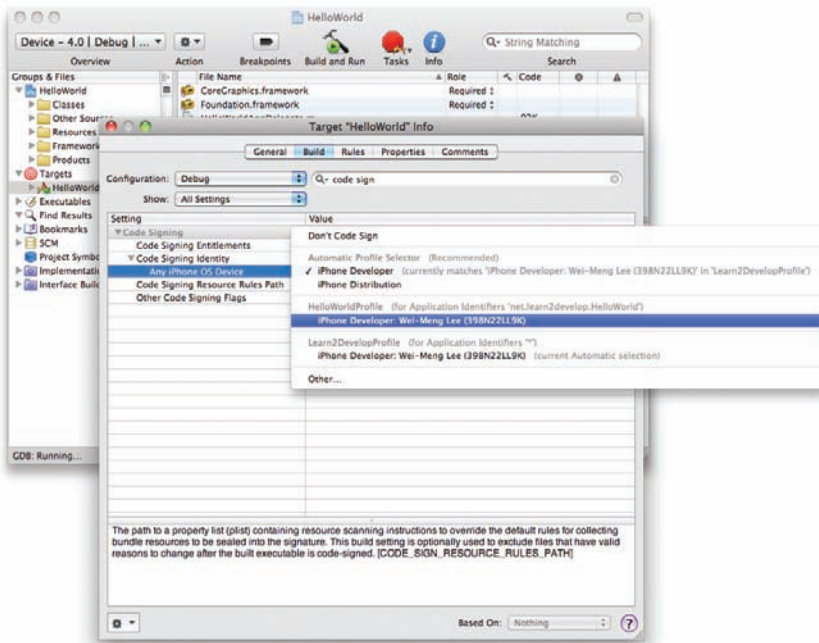 HelloWorld
Device - 4.0 | Debug | ...
String Matching
Overview
Action
Breakpoints
Build and Run
Tasks
Info
Search
Groups & Files
File Name
Role
Code
HelloWorld
CoreGraphics.framework
Required
Classes
Foundation.framework
Required
Other Sourc
Resources
Framework
Products
Targets
HelloWorld
Executables
Find Results
Bookmarks
SCM
Project Symbo
Implementatio
Interface Buil
GDB: Running...
Target "HelloWorld" Info
General
Build
Rules
Properties
Comments
Configuration:
Debug
code sign
Show:
All Settings
Setting
Value
Code Signing
Code Signing Entitlements
Code Signing Identity
Any iPhone OS Device
Code Signing Resource Rules Path
Other Code Signing Flags
Don't Code Sign
Automatic Profile Selector (Recommended)
✓ iPhone Developer (currently matches 'iPhone Developer: Wei-Meng Lee (398N22LL9K)' in 'Learn2DevelopProfile')
iPhone Distribution
HelloWorldProfile (for Application Identifiers 'net.learn2develop.HelloWorld')
iPhone Developer: Wei-Meng Lee (398N22LL9K)
Learn2DevelopProfile (for Application Identifiers '*')
iPhone Developer: Wei-Meng Lee (398N22LL9K) (current Automatic selection)
Other...
The path to a property list (plist) containing resource scanning instructions to override the default rules for collecting
bundle resources to be sealed into the signature. This build setting is optionally used to exclude files that have valid
reasons to change after the built executable is code-signed. [CODE_SIGN_RESOURCE_RULES_PATH]
Based On:
Nothing
?